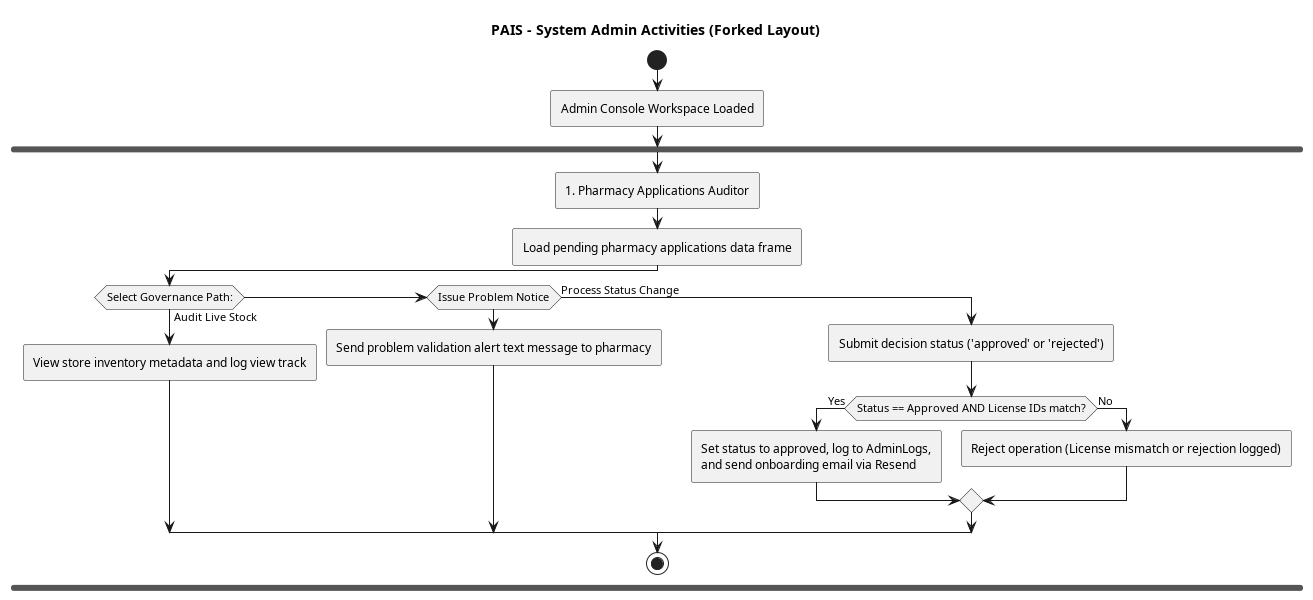 PAIS - System Admin Activities (Forked Layout)
Admin Console Workspace Loaded
1. Pharmacy Applications Auditor
Load pending pharmacy applications data frame
Select Governance Path:
Audit Live Stock
Issue Problem Notice
Process Status Change
View store inventory metadata and log view track
Send problem validation alert text message to pharmacy
Submit decision status ('approved' or 'rejected')
Yes
Status == Approved AND License IDs match?
No
Set status to approved, log to AdminLogs,
and send onboarding email via Resend
Reject operation (License mismatch or rejection logged)